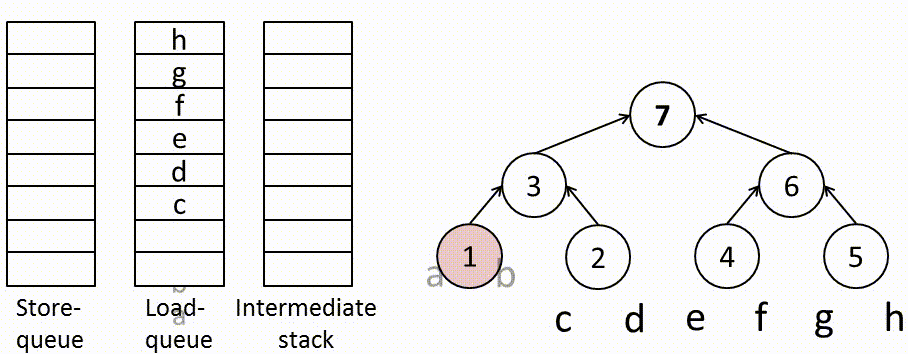 h
g
f
e
d
c
b
a
Store-
queue
Load-
queue
Intermediate
stack
7
3
6
1
2
4
5
a b
c d e f g h